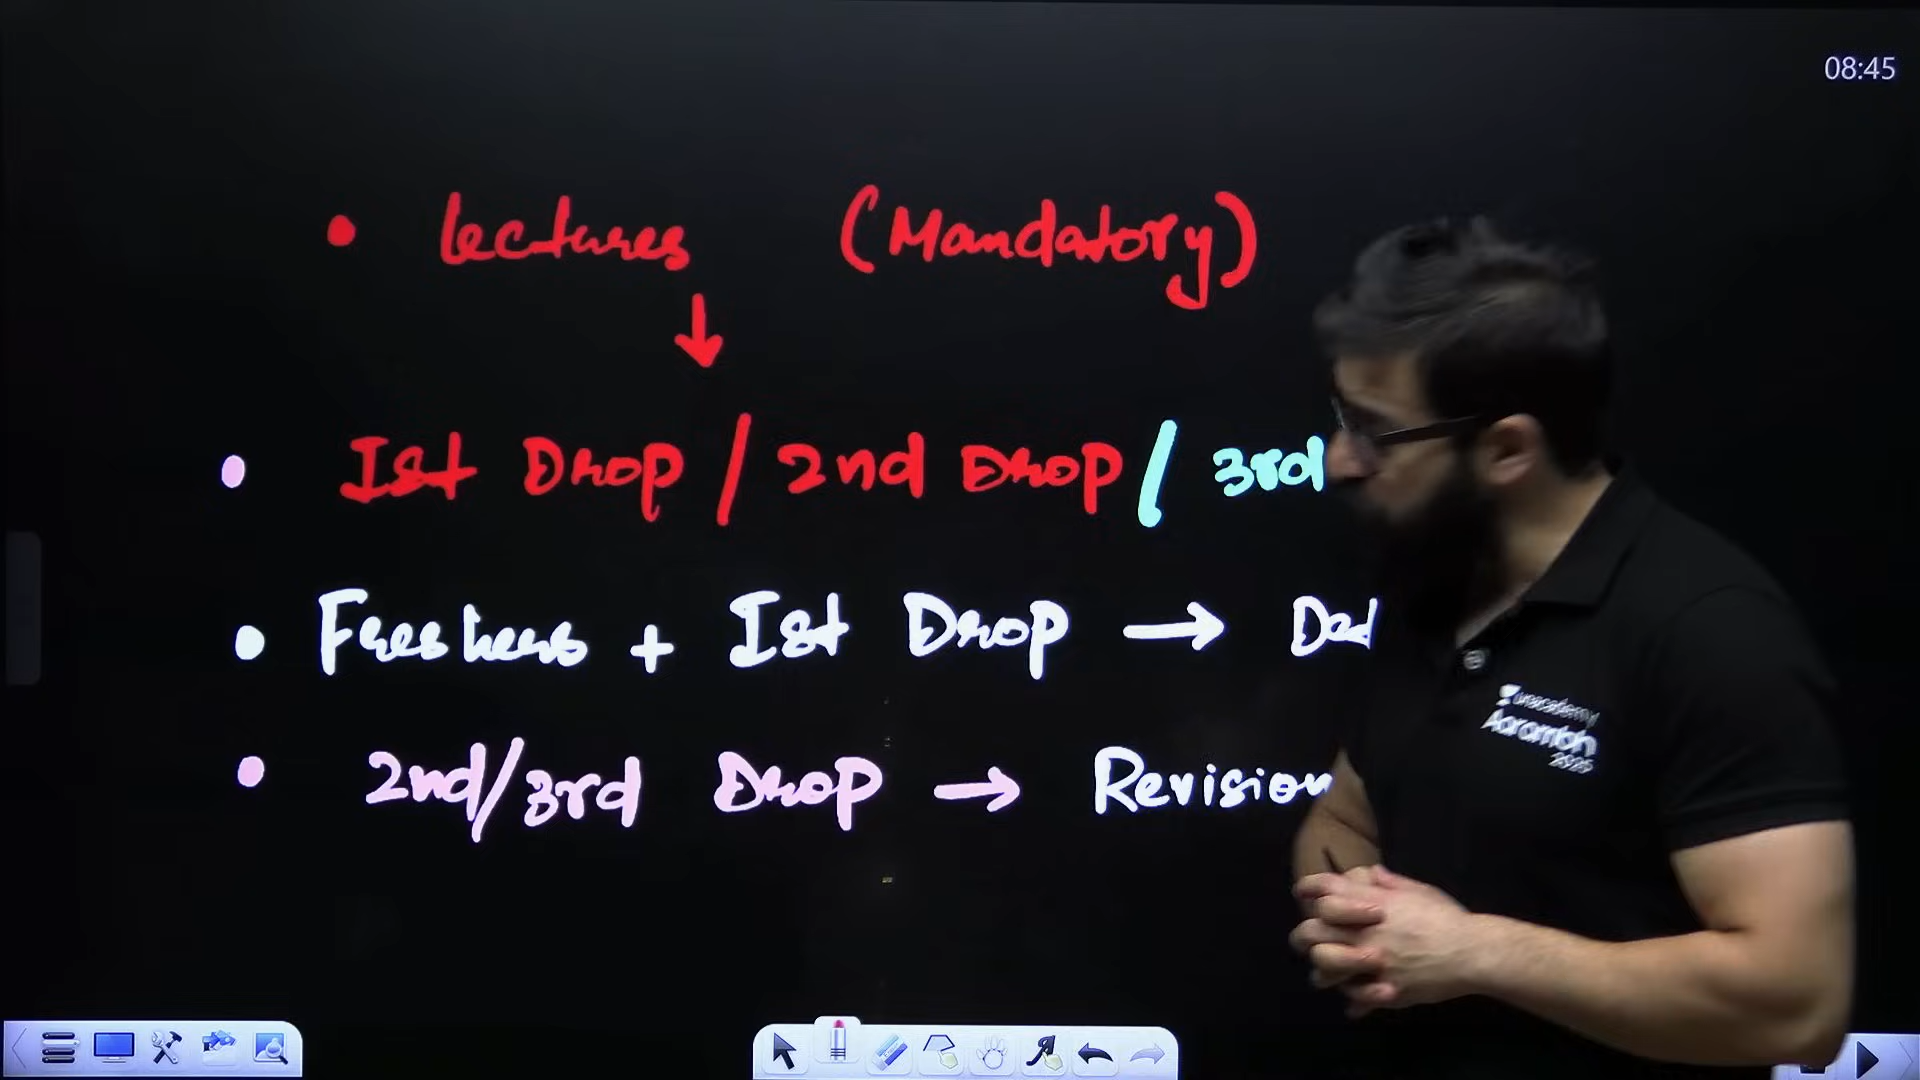 08:45
• Lectures (Mandatory)
↓
• Ist Drop / 2nd Drop / 3rd
• Freshers + Ist Drop → Det
• 2nd/3rd Drop → Revision
unacademy
Aarambh
2025